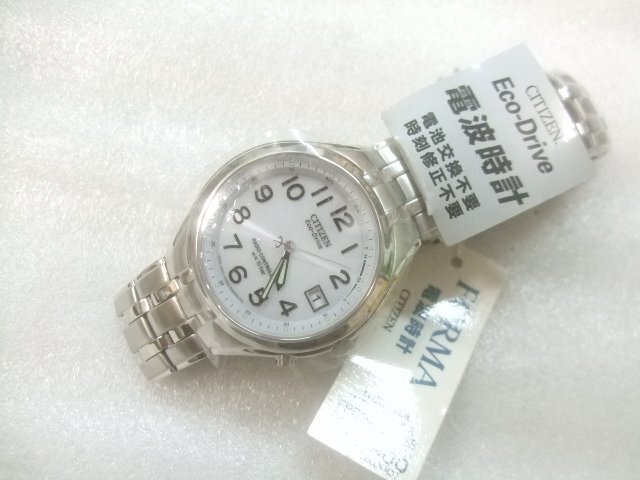 CITIZEN
Eco-Drive
電波時計
電池交換不要
時刻修正不要
12
1
2
4
5
6
7
8
9
10
11
CITIZEN
Eco-Drive
FORMA
電波時計
CITIZEN